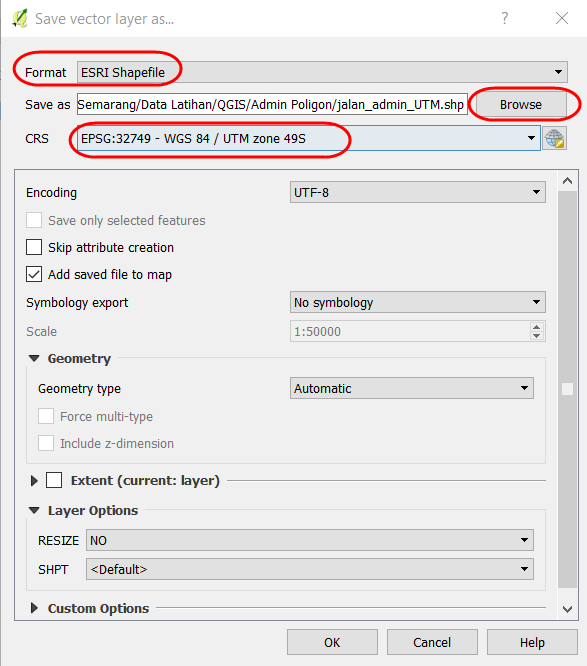 Save vector layer as...
?
Format ESRI Shapefile
Save as Semarang/Data Latihan/QGIS/Admin Poligon/jalan_admin_UTM.shp Browse
CRS EPSG:32749 - WGS 84 / UTM zone 49S
Encoding UTF-8
Save only selected features
Skip attribute creation
Add saved file to map
Symbology export No symbology
Scale 1:50000
Geometry
Geometry type Automatic
Force multi-type
Include z-dimension
Extent (current: layer)
Layer Options
RESIZE NO
SHPT <Default>
Custom Options
OK Cancel Help